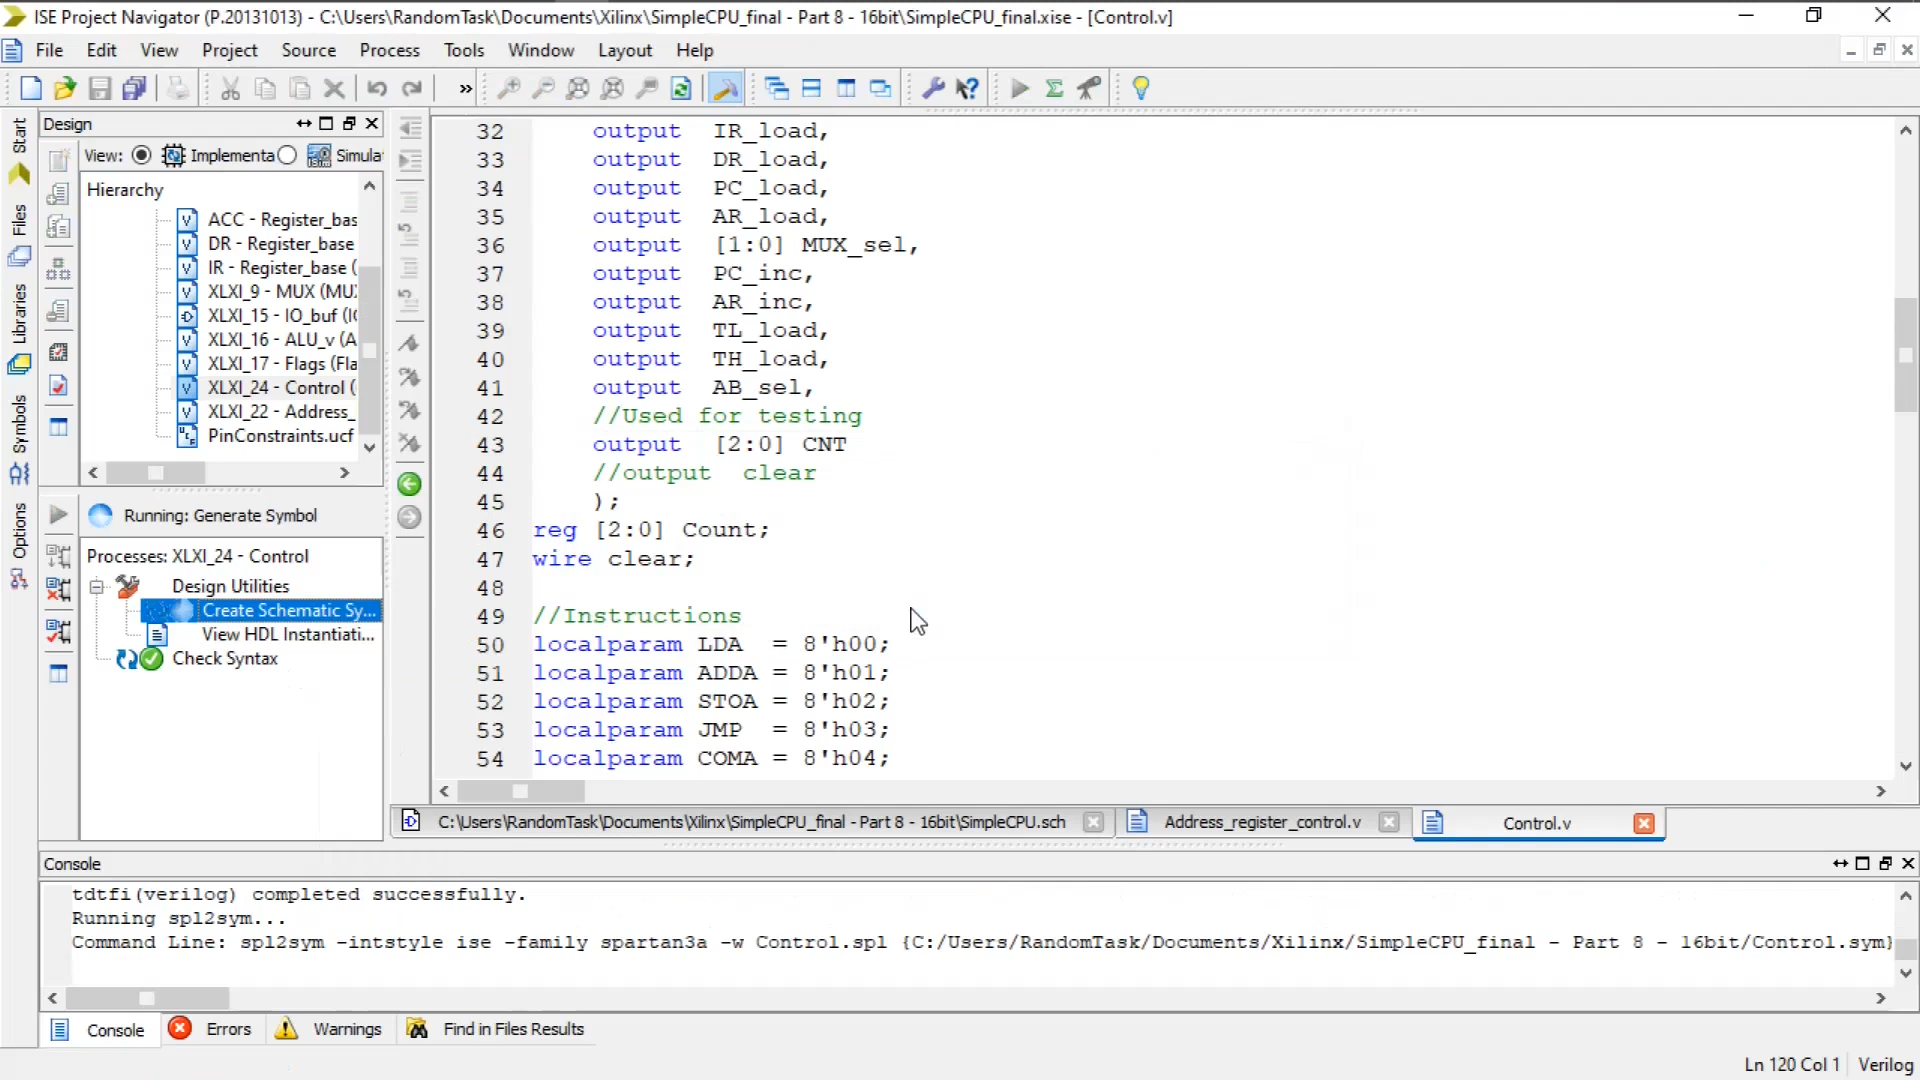 ISE Project Navigator (P.20131013) - C:\Users\RandomTask\Documents\Xilinx\SimpleCPU_final - Part 8 - 16bit\SimpleCPU_final.xise - [Control.v]
File Edit View Project Source Process Tools Window Layout Help
»
Start
Files
Libraries
Symbols
Options
Design
View: Implementa Simula
Hierarchy
ACC - Register_bas
DR - Register_base
IR - Register_base (
XLXI_9 - MUX (MU
XLXI_15 - IO_buf (I
XLXI_16 - ALU_v (A
XLXI_17 - Flags (Fla
XLXI_24 - Control (
XLXI_22 - Address_
PinConstraints.ucf
Running: Generate Symbol
Processes: XLXI_24 - Control
Design Utilities
Create Schematic Sy...
View HDL Instantiati...
Check Syntax
32 output IR_load,
33 output DR_load,
34 output PC_load,
35 output AR_load,
36 output [1:0] MUX_sel,
37 output PC_inc,
38 output AR_inc,
39 output TL_load,
40 output TH_load,
41 output AB_sel,
42 //Used for testing
43 output [2:0] CNT
44 //output clear
45 );
46 reg [2:0] Count;
47 wire clear;
48
49 //Instructions
50 localparam LDA = 8'h00;
51 localparam ADDA = 8'h01;
52 localparam STOA = 8'h02;
53 localparam JMP = 8'h03;
54 localparam COMA = 8'h04;
C:\Users\RandomTask\Documents\Xilinx\SimpleCPU_final - Part 8 - 16bit\SimpleCPU.sch Address_register_control.v Control.v
Console
tdtfi(verilog) completed successfully.
Running spl2sym...
Command Line: spl2sym -intstyle ise -family spartan3a -w Control.spl {C:/Users/RandomTask/Documents/Xilinx/SimpleCPU_final - Part 8 - 16bit/Control.sym}
Console Errors Warnings Find in Files Results
Ln 120 Col 1 Verilog